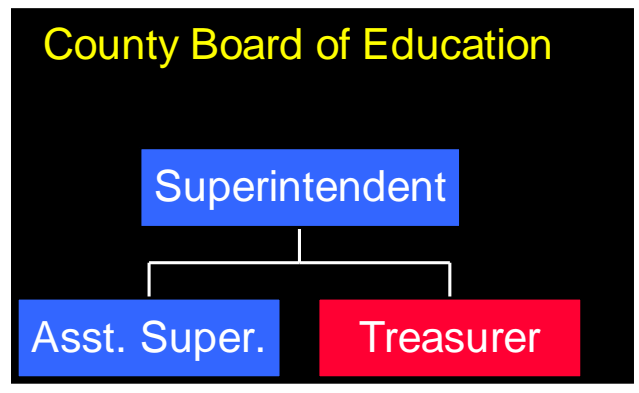 County Board of Education
Superintendent
Asst. Super.
Treasurer